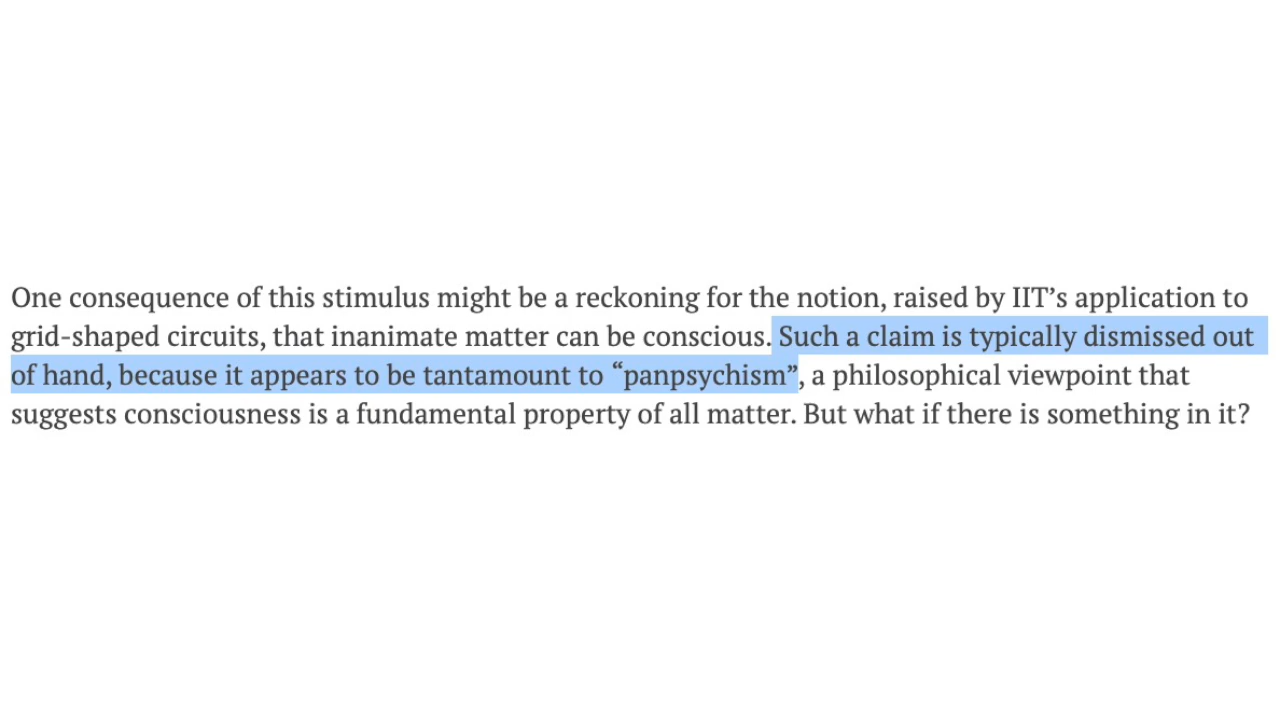 One consequence of this stimulus might be a reckoning for the notion, raised by IIT’s application to
grid-shaped circuits, that inanimate matter can be conscious. Such a claim is typically dismissed out
of hand, because it appears to be tantamount to “panpsychism”, a philosophical viewpoint that
suggests consciousness is a fundamental property of all matter. But what if there is something in it?